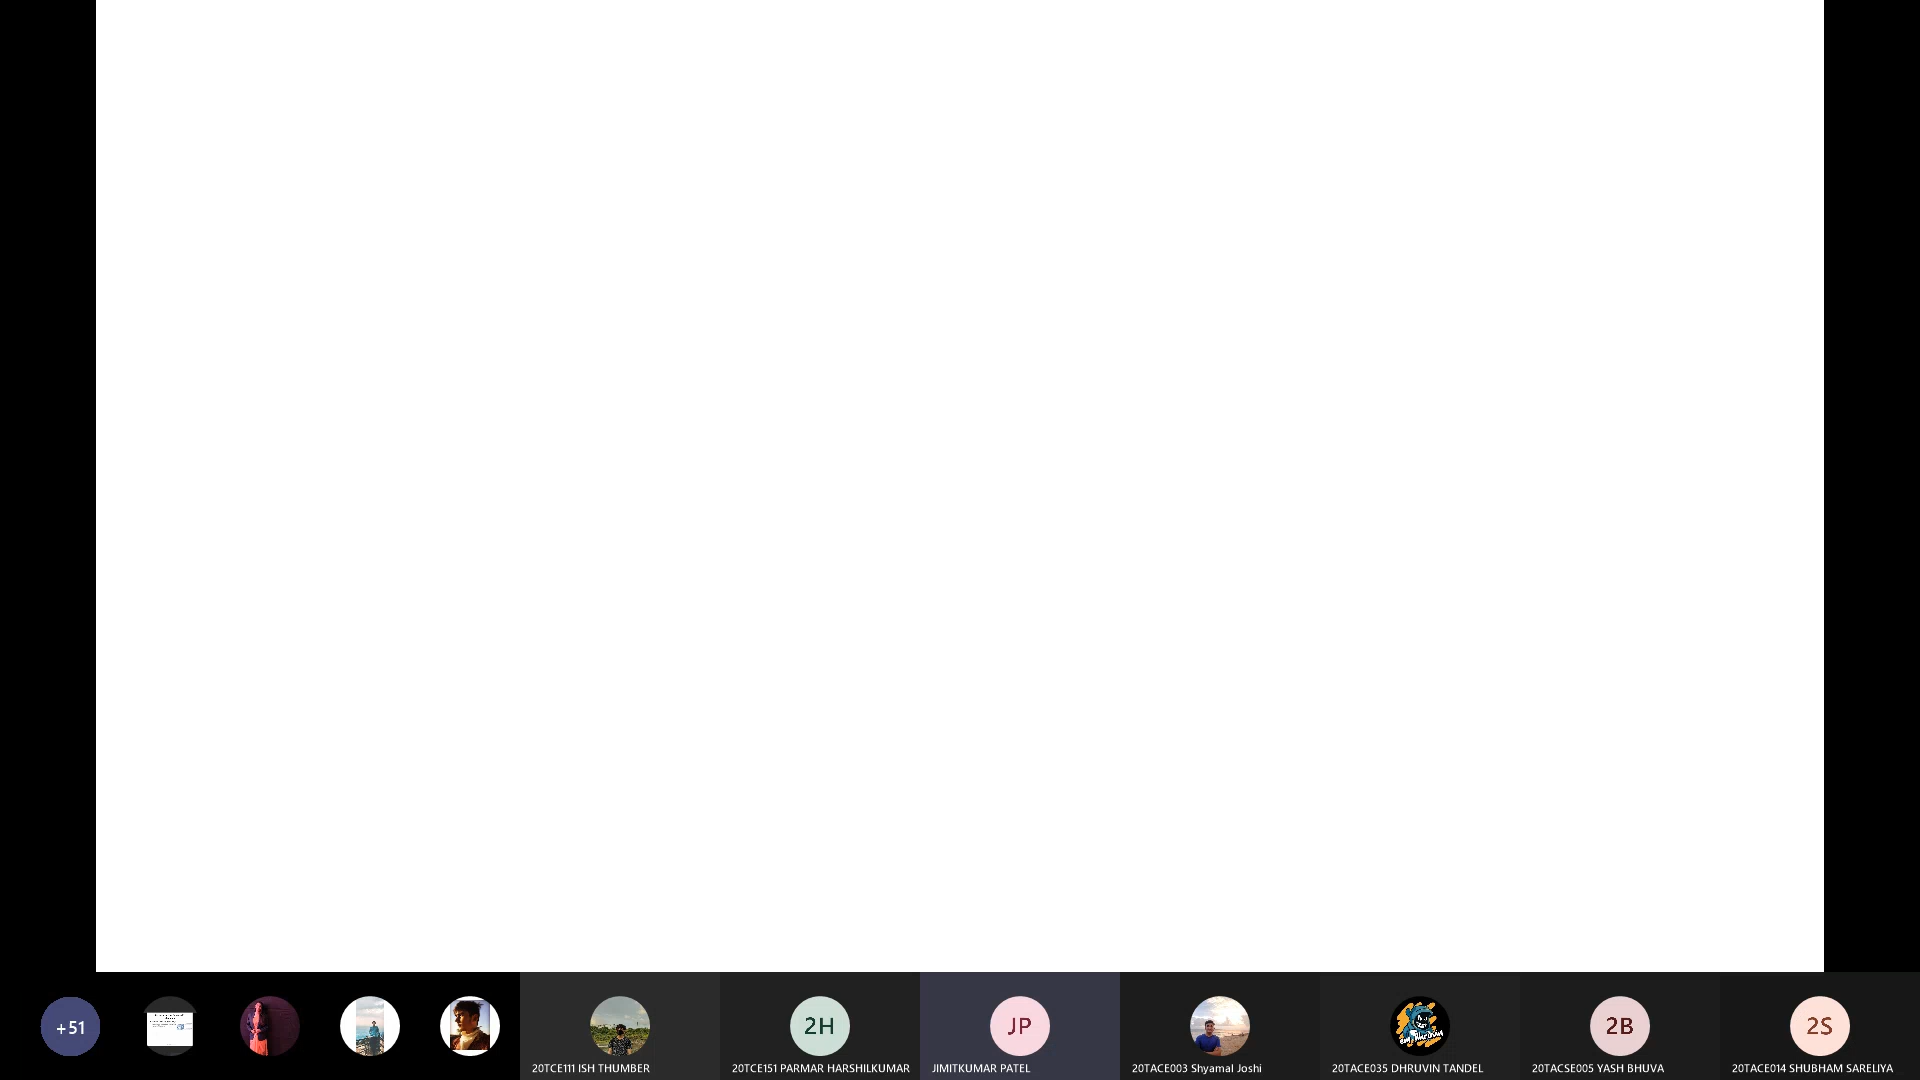 +51
2H
JP
2B
2S
20TCE111 ISH THUMBER
20TCE151 PARMAR HARSHILKUMAR
JIMITKUMAR PATEL
20TACE003 Shyamal Joshi
20TACE035 DHRUVIN TANDEL
20TACSE005 YASH BHUVA
20TACE014 SHUBHAM SARELIYA